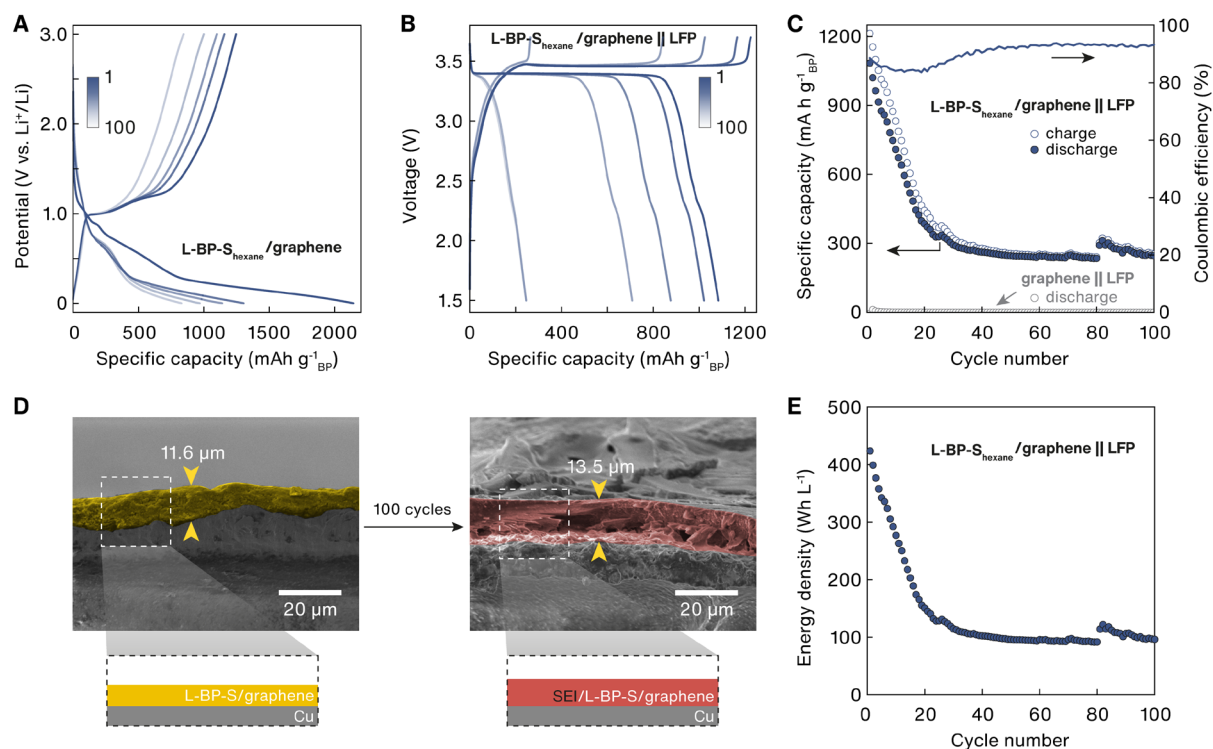 A
3.0
2.0
1.0
0
0
500
1000
1500
2000
Potential (V vs. Li⁺/Li)
Specific capacity (mAh g⁻¹BP)
1
100
L-BP-Shexane/graphene
B
3.5
3.0
2.5
2.0
1.5
0
400
800
1200
Voltage (V)
Specific capacity (mAh g⁻¹BP)
L-BP-Shexane/graphene || LFP
1
100
C
1200
900
600
300
0
0
20
40
60
80
100
Specific capacity (mA h g⁻¹BP)
Cycle number
100
80
60
40
20
0
Coulombic efficiency (%)
L-BP-Shexane/graphene || LFP
charge
discharge
graphene || LFP
discharge
D
11.6 µm
20 µm
100 cycles
13.5 µm
20 µm
L-BP-S/graphene
Cu
SEI/L-BP-S/graphene
Cu
E
500
400
300
200
100
0
0
20
40
60
80
100
Energy density (Wh L⁻¹)
Cycle number
L-BP-Shexane/graphene || LFP